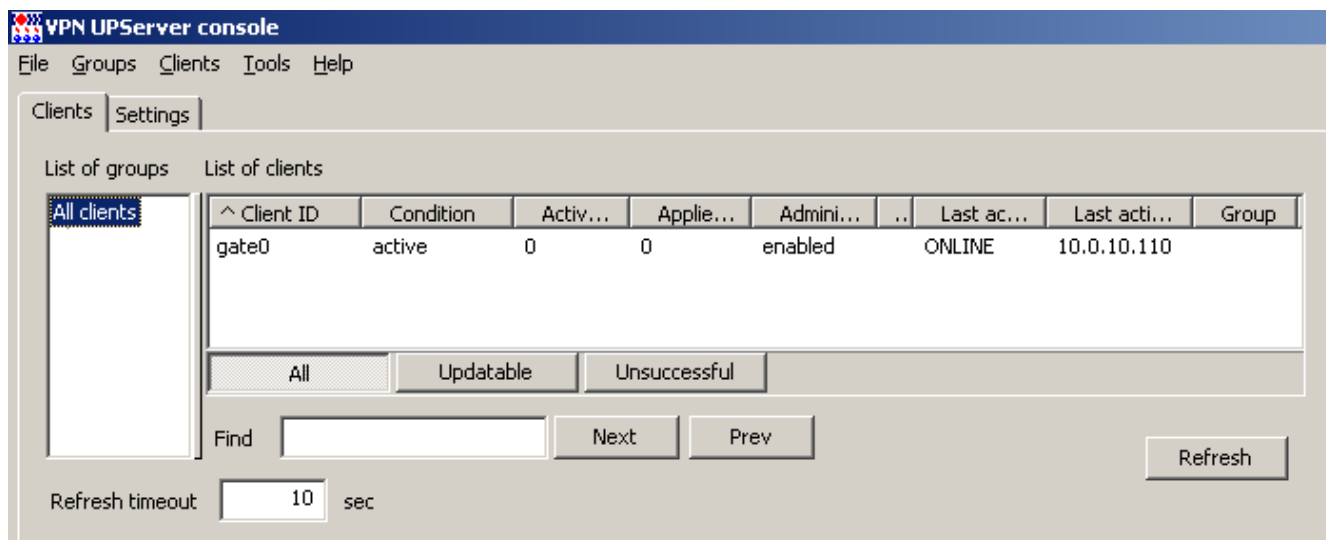 VPN UPServer console
File Groups Clients Tools Help
Clients Settings
List of groups List of clients
All clients ^ Client ID Condition Activ... Applie... Admini... .. Last ac... Last acti... Group
gate0 active 0 0 enabled ONLINE 10.0.10.110
All Updatable Unsuccessful
Find Next Prev
Refresh
Refresh timeout 10 sec